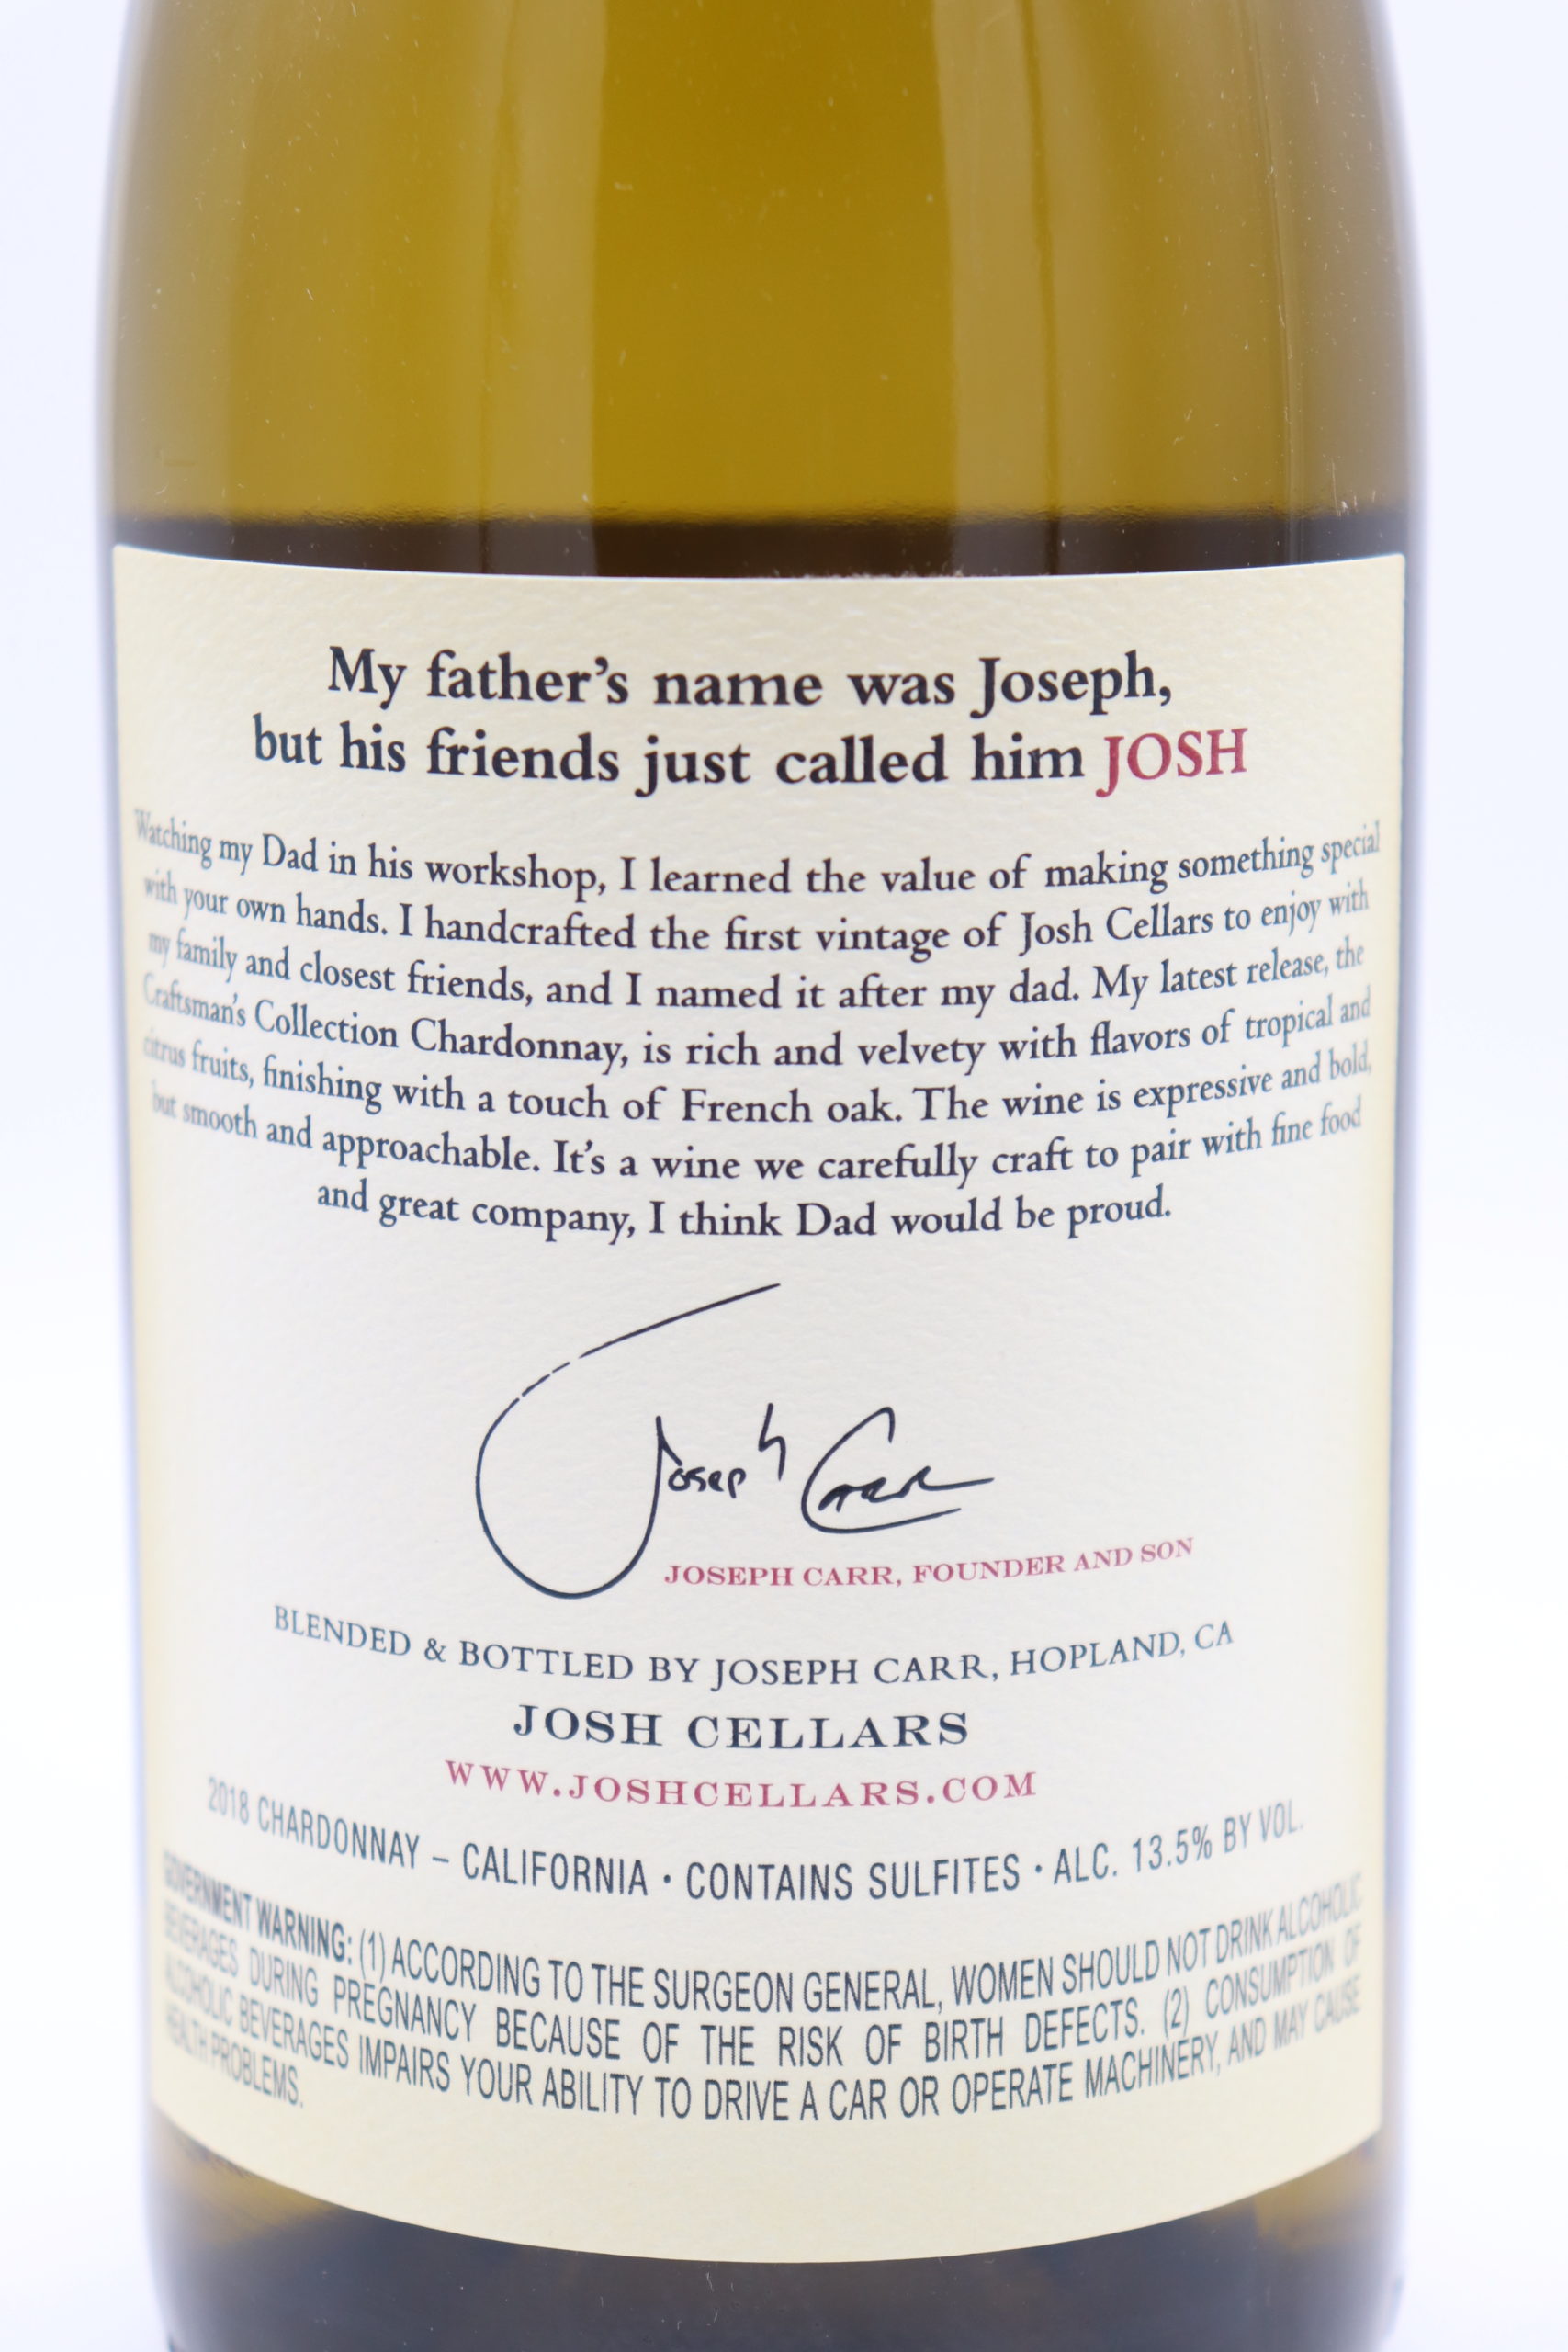 My father’s name was Joseph,
but his friends just called him JOSH
Watching my Dad in his workshop, I learned the value of making something special
with your own hands. I handcrafted the first vintage of Josh Cellars to enjoy with
my family and closest friends, and I named it after my dad. My latest release, the
Craftsman’s Collection Chardonnay, is rich and velvety with flavors of tropical and
citrus fruits, finishing with a touch of French oak. The wine is expressive and bold,
but smooth and approachable. It’s a wine we carefully craft to pair with fine food
and great company, I think Dad would be proud.
Joseph Carr
JOSEPH CARR, FOUNDER AND SON
BLENDED & BOTTLED BY JOSEPH CARR, HOPLAND, CA
JOSH CELLARS
WWW.JOSHCELLARS.COM
2018 CHARDONNAY – CALIFORNIA • CONTAINS SULFITES • ALC. 13.5% BY VOL.
GOVERNMENT WARNING: (1) ACCORDING TO THE SURGEON GENERAL, WOMEN SHOULD NOT DRINK ALCOHOLIC
BEVERAGES DURING PREGNANCY BECAUSE OF THE RISK OF BIRTH DEFECTS. (2) CONSUMPTION OF
ALCOHOLIC BEVERAGES IMPAIRS YOUR ABILITY TO DRIVE A CAR OR OPERATE MACHINERY, AND MAY CAUSE
HEALTH PROBLEMS.